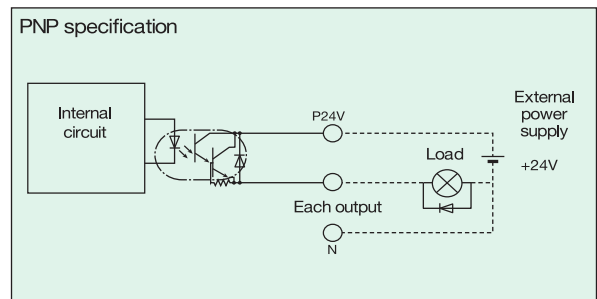 PNP specification
Internal
circuit
P24V
External
power
supply
+24V
Load
Each output
N